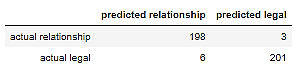 predicted relationship predicted legal
actual relationship 198 3
actual legal 6 201